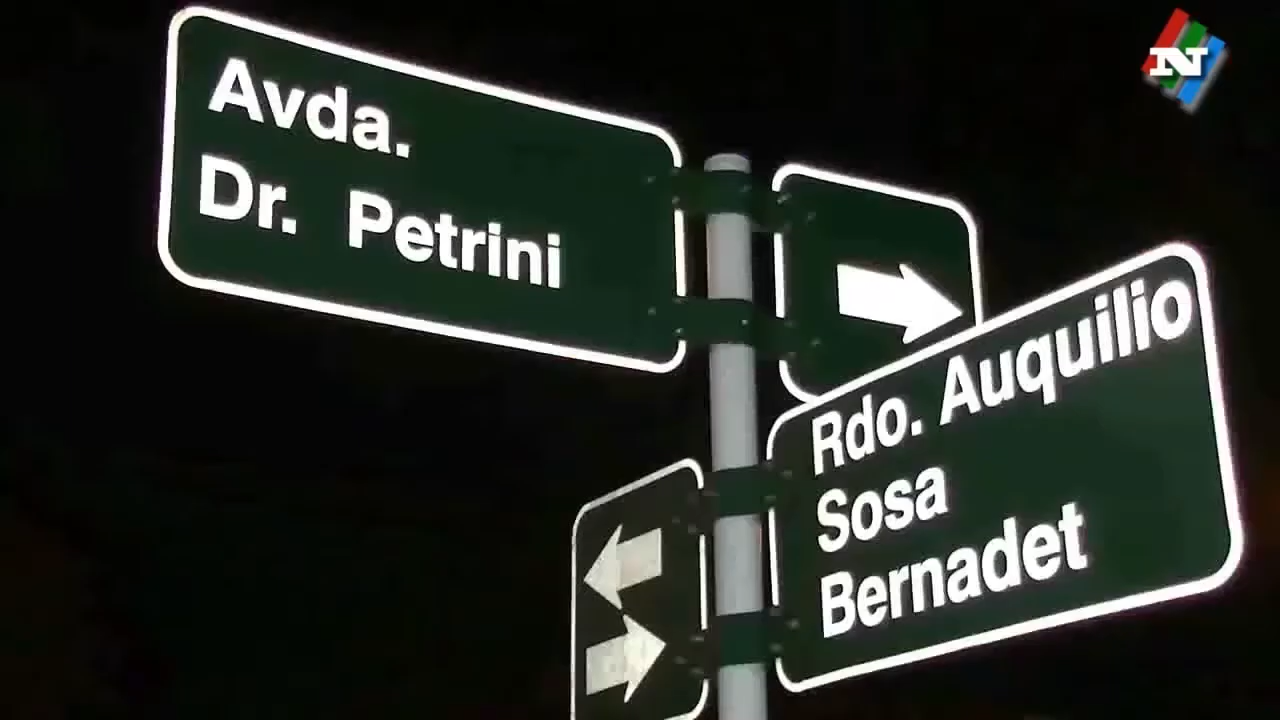 Avda.
Dr. Petrini
Rdo. Auquilio
Sosa
Bernadet
N